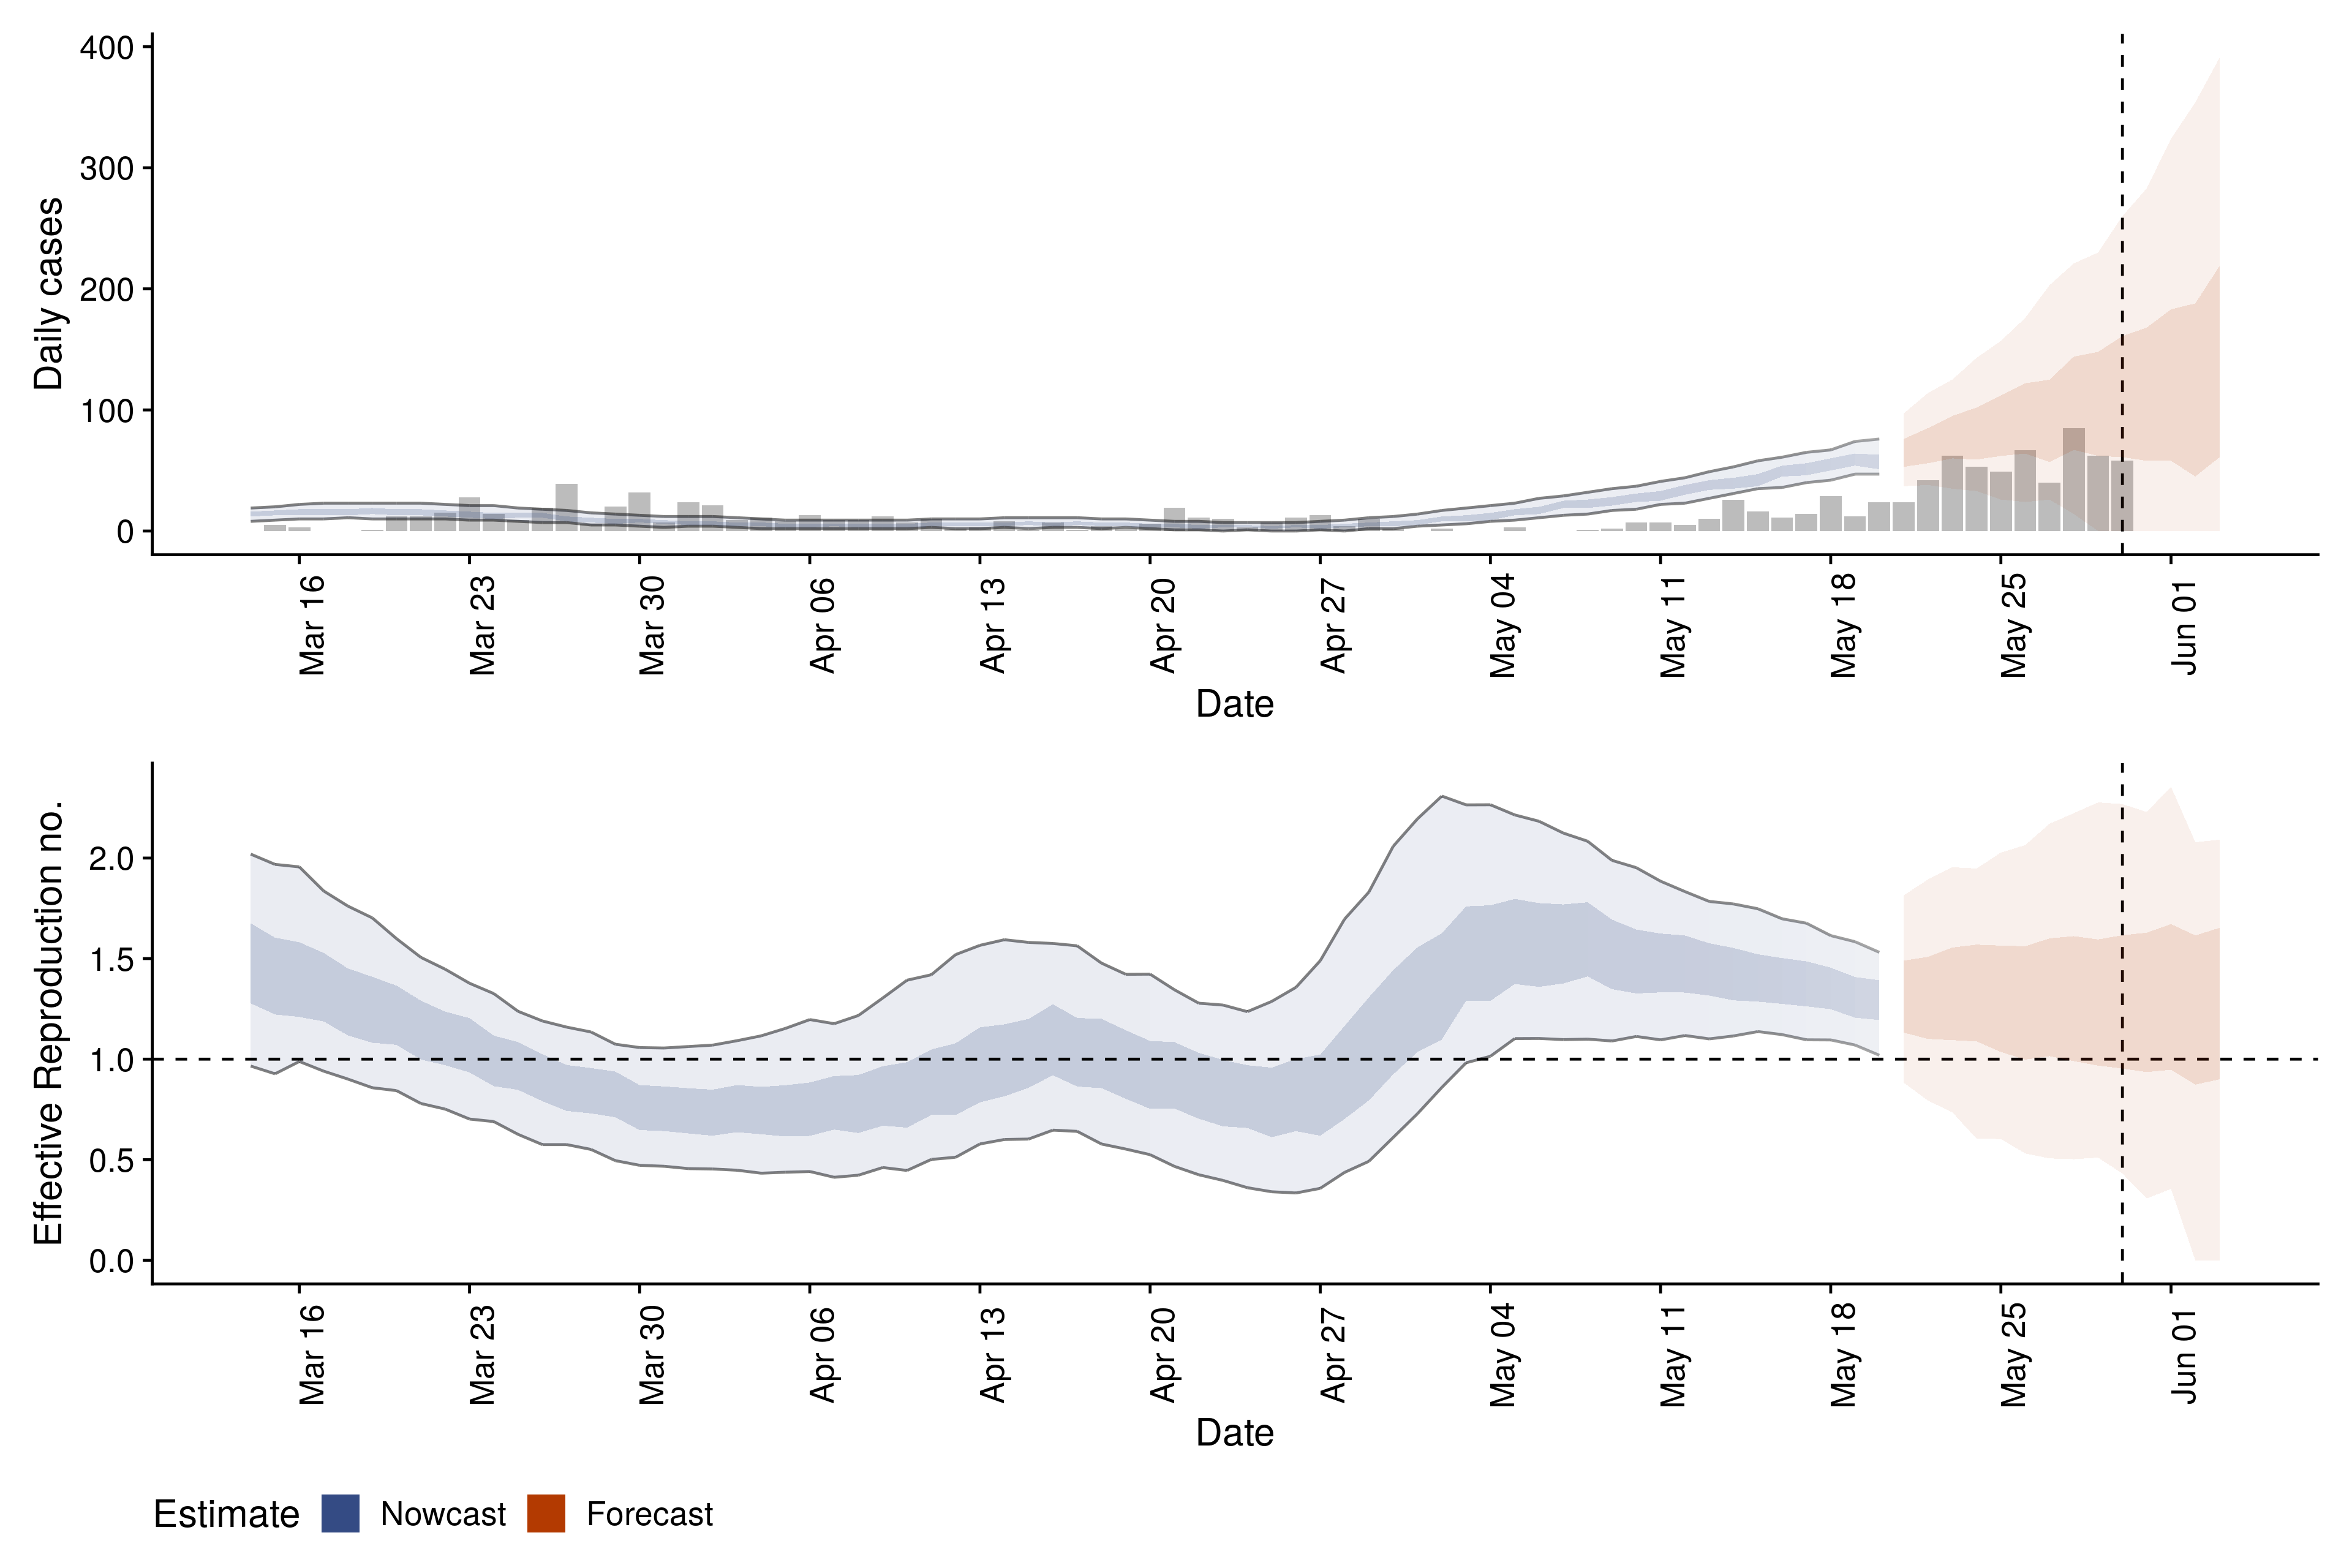 400
300
200
100
0
Daily cases
Mar 16
Mar 23
Mar 30
Apr 06
Apr 13
Apr 20
Apr 27
May 04
May 11
May 18
May 25
Jun 01
Date
2.0
1.5
1.0
0.5
0.0
Effective Reproduction no.
Mar 16
Mar 23
Mar 30
Apr 06
Apr 13
Apr 20
Apr 27
May 04
May 11
May 18
May 25
Jun 01
Date
Estimate Nowcast Forecast